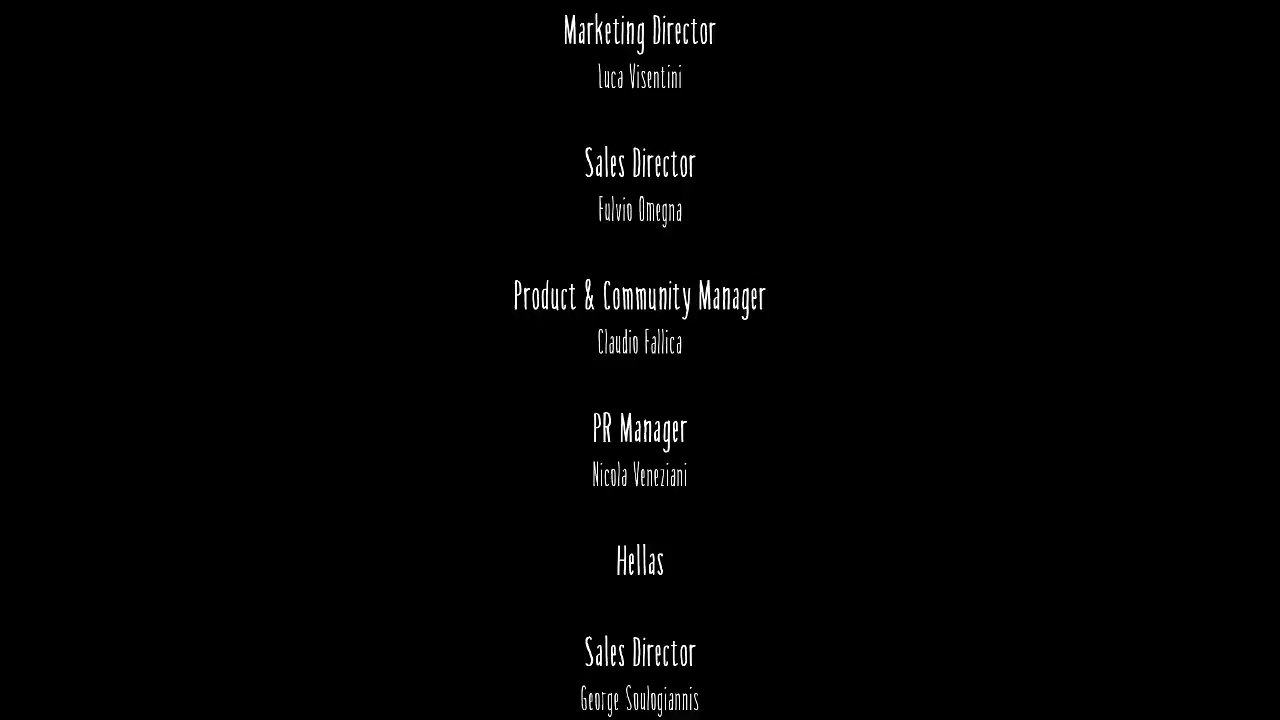 Marketing Director
Luca Visentini
Sales Director
Fulvio Omegna
Product & Community Manager
Claudio Fallica
PR Manager
Nicola Veneziani
Hellas
Sales Director
George Soulogiannis